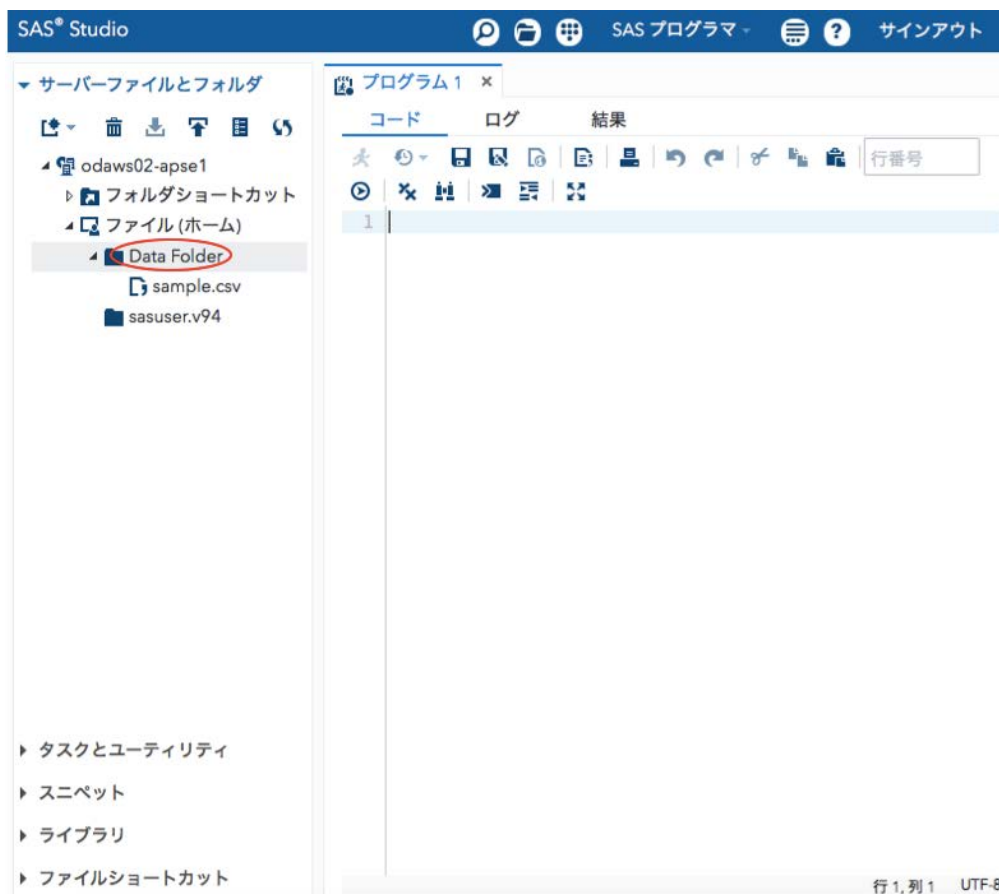 SAS® Studio
SAS プログラマ
サインアウト
サーバーファイルとフォルダ
odaws02-apse1
フォルダショートカット
ファイル (ホーム)
Data Folder
sample.csv
sasuser.v94
タスクとユーティリティ
スニペット
ライブラリ
ファイルショートカット
プログラム 1
コード ログ 結果
行番号
1
行 1, 列 1 UTF-8